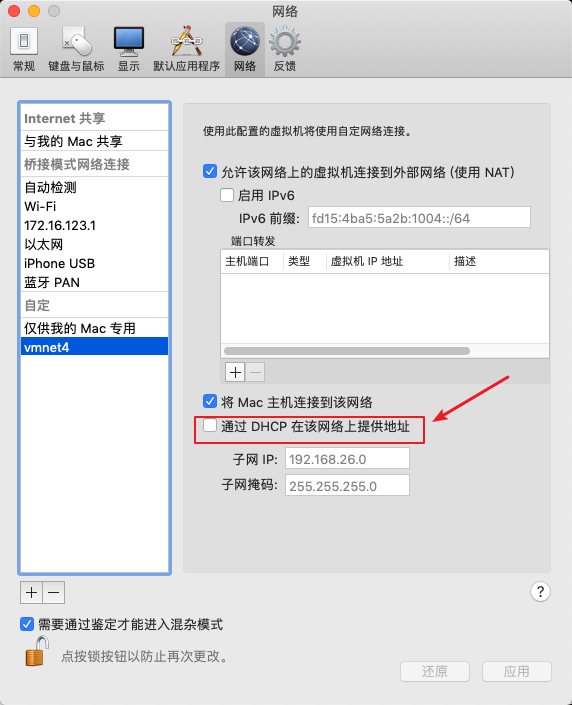 网络
常规 键盘与鼠标 显示 默认应用程序 网络 反馈
Internet 共享
与我的 Mac 共享
桥接模式网络连接
自动检测
Wi-Fi
172.16.123.1
以太网
iPhone USB
蓝牙 PAN
自定
仅供我的 Mac 专用
vmnet4
使用此配置的虚拟机将使用自定网络连接。
允许该网络上的虚拟机连接到外部网络 (使用 NAT)
启用 IPv6
IPv6 前缀: fd15:4ba5:5a2b:1004::/64
端口转发
主机端口 类型 虚拟机 IP 地址 描述
将 Mac 主机连接到该网络
通过 DHCP 在该网络上提供地址
子网 IP: 192.168.26.0
子网掩码: 255.255.255.0
需要通过鉴定才能进入混杂模式
点按锁按钮以防止再次更改。
还原 应用